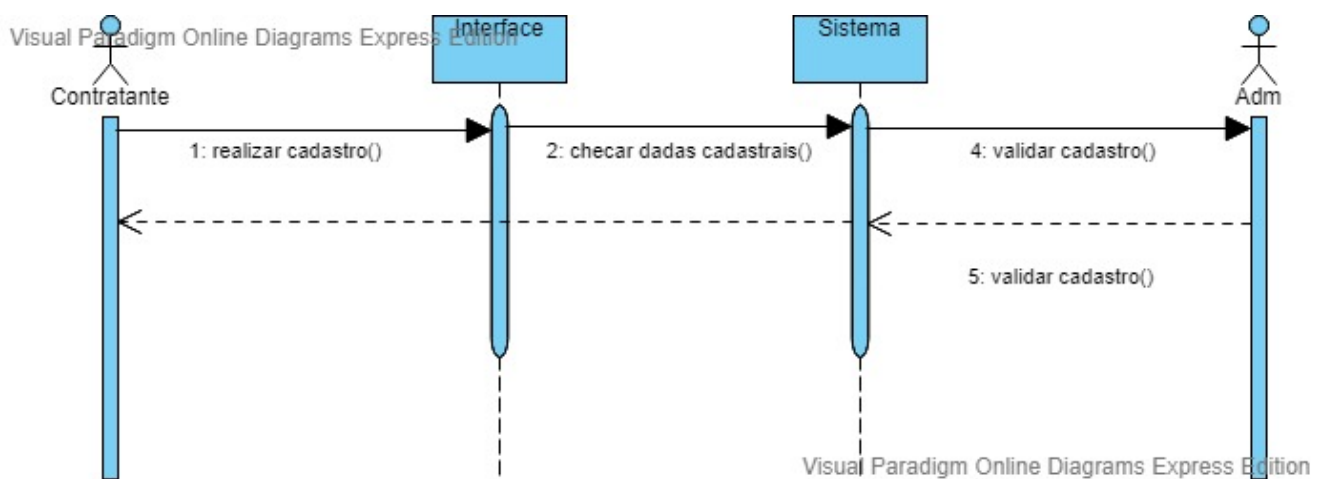 Visual Paradigm Online Diagrams Express Edition
Interface
Sistema
Contratante
Adm
1: realizar cadastro()
2: checar dadas cadastrais()
4: validar cadastro()
5: validar cadastro()
Visual Paradigm Online Diagrams Express Edition